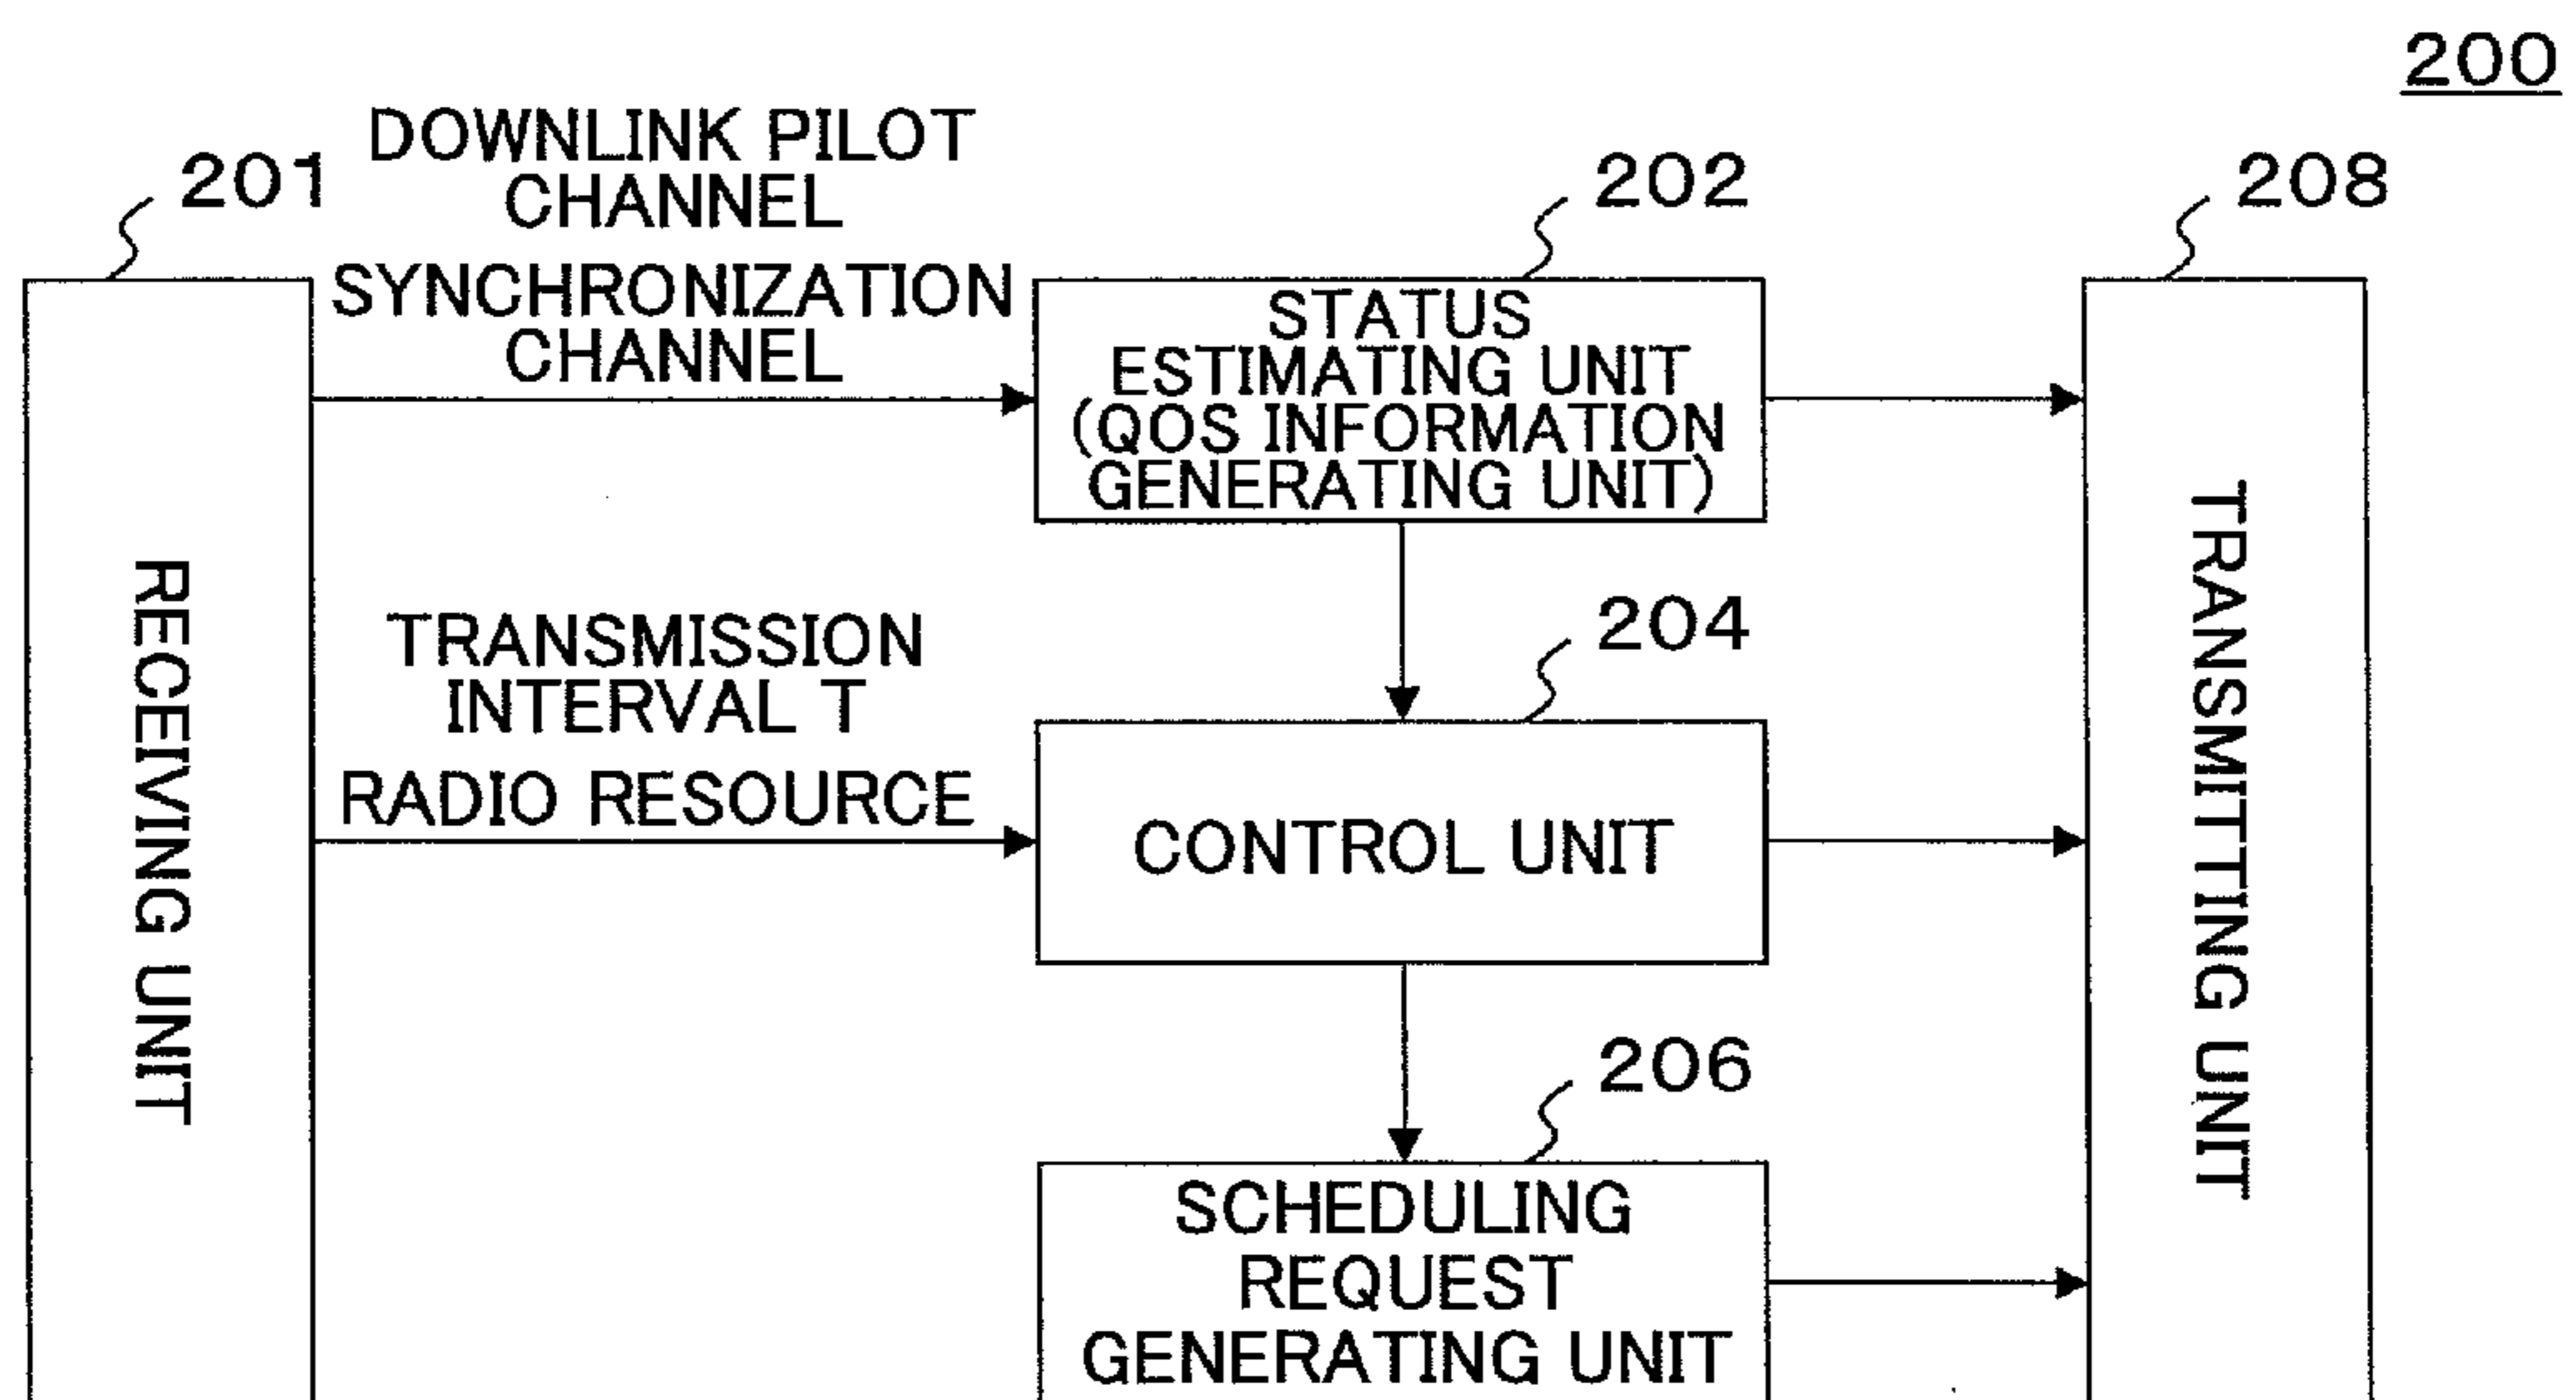 200
DOWNLINK PILOT
CHANNEL
201
202
208
SYNCHRONIZATION
CHANNEL
STATUS
ESTIMATING UNIT
(QOS INFORMATION
GENERATING UNIT)
RECEIVING UNIT
TRANSMITTING UNIT
204
TRANSMISSION
INTERVAL T
RADIO RESOURCE
CONTROL UNIT
206
SCHEDULING
REQUEST
GENERATING UNIT